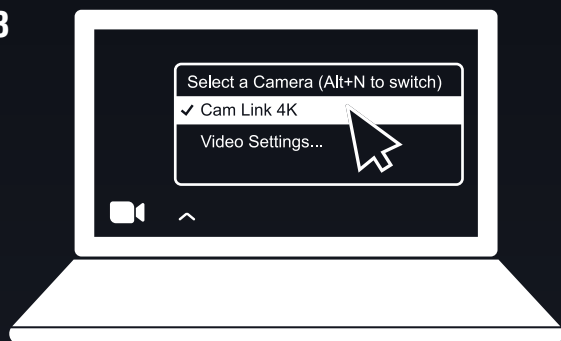 3
Select a Camera (Alt+N to switch)
✓ Cam Link 4K
Video Settings...